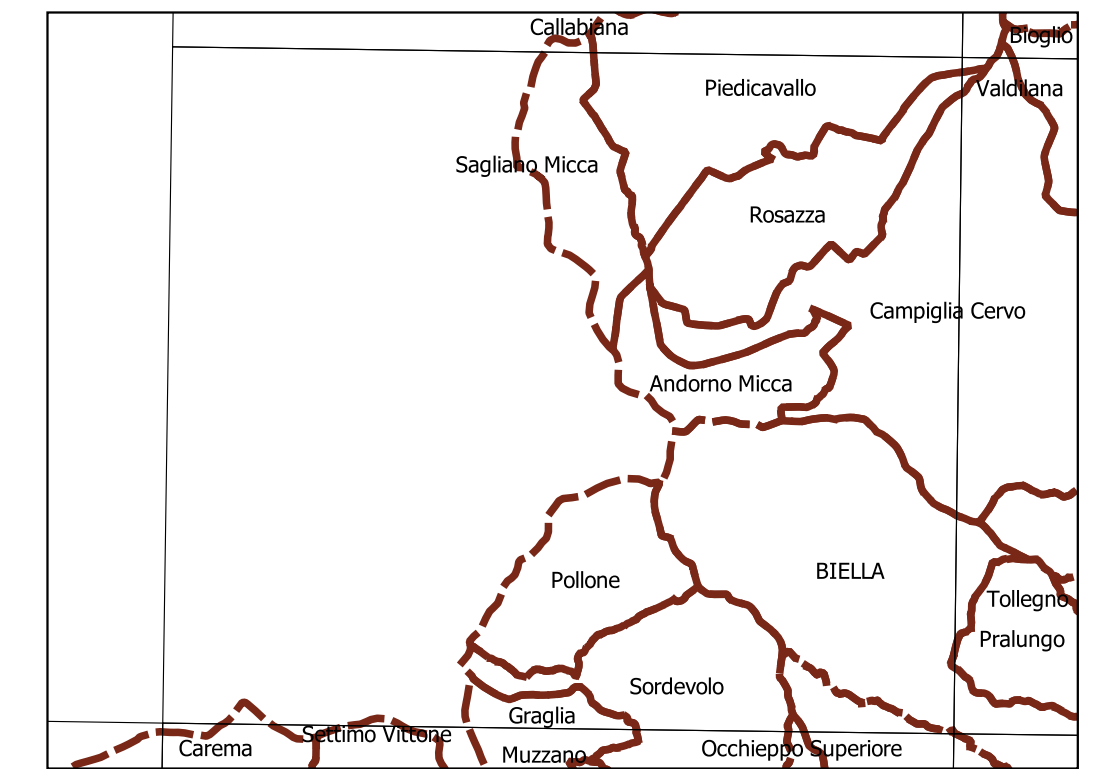 Callabiana
Bioglio
Piedicavallo
Valdilana
Sagliano Micca
Rosazza
Campiglia Cervo
Andorno Micca
BIELLA
Pollone
Tollegno
Pralungo
Sordevolo
Graglia
Settimo Vittone
Carema
Occhieppo Superiore
Muzzano